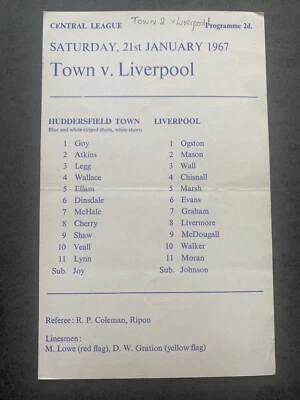 CENTRAL LEAGUE Town 2 v Liverpool Programme 2d.
SATURDAY, 21st JANUARY 1967
Town v. Liverpool
HUDDERSFIELD TOWN LIVERPOOL
Blue and white striped shirts, white shorts
1 Goy 1 Ogston
2 Atkins 2 Mason
3 Legg 3 Wall
4 Wallace 4 Chisnall
5 Ellam 5 Marsh
6 Dinsdale 6 Evans
7 McHale 7 Graham
8 Cherry 8 Livermore
9 Shaw 9 McDougall
10 Veall 10 Walker
11 Lynn 11 Moran
Sub. Joy Sub. Johnson
Referee: R. P. Coleman, Ripon
Linesmen:
M. Lowe (red flag), D. W. Gration (yellow flag)